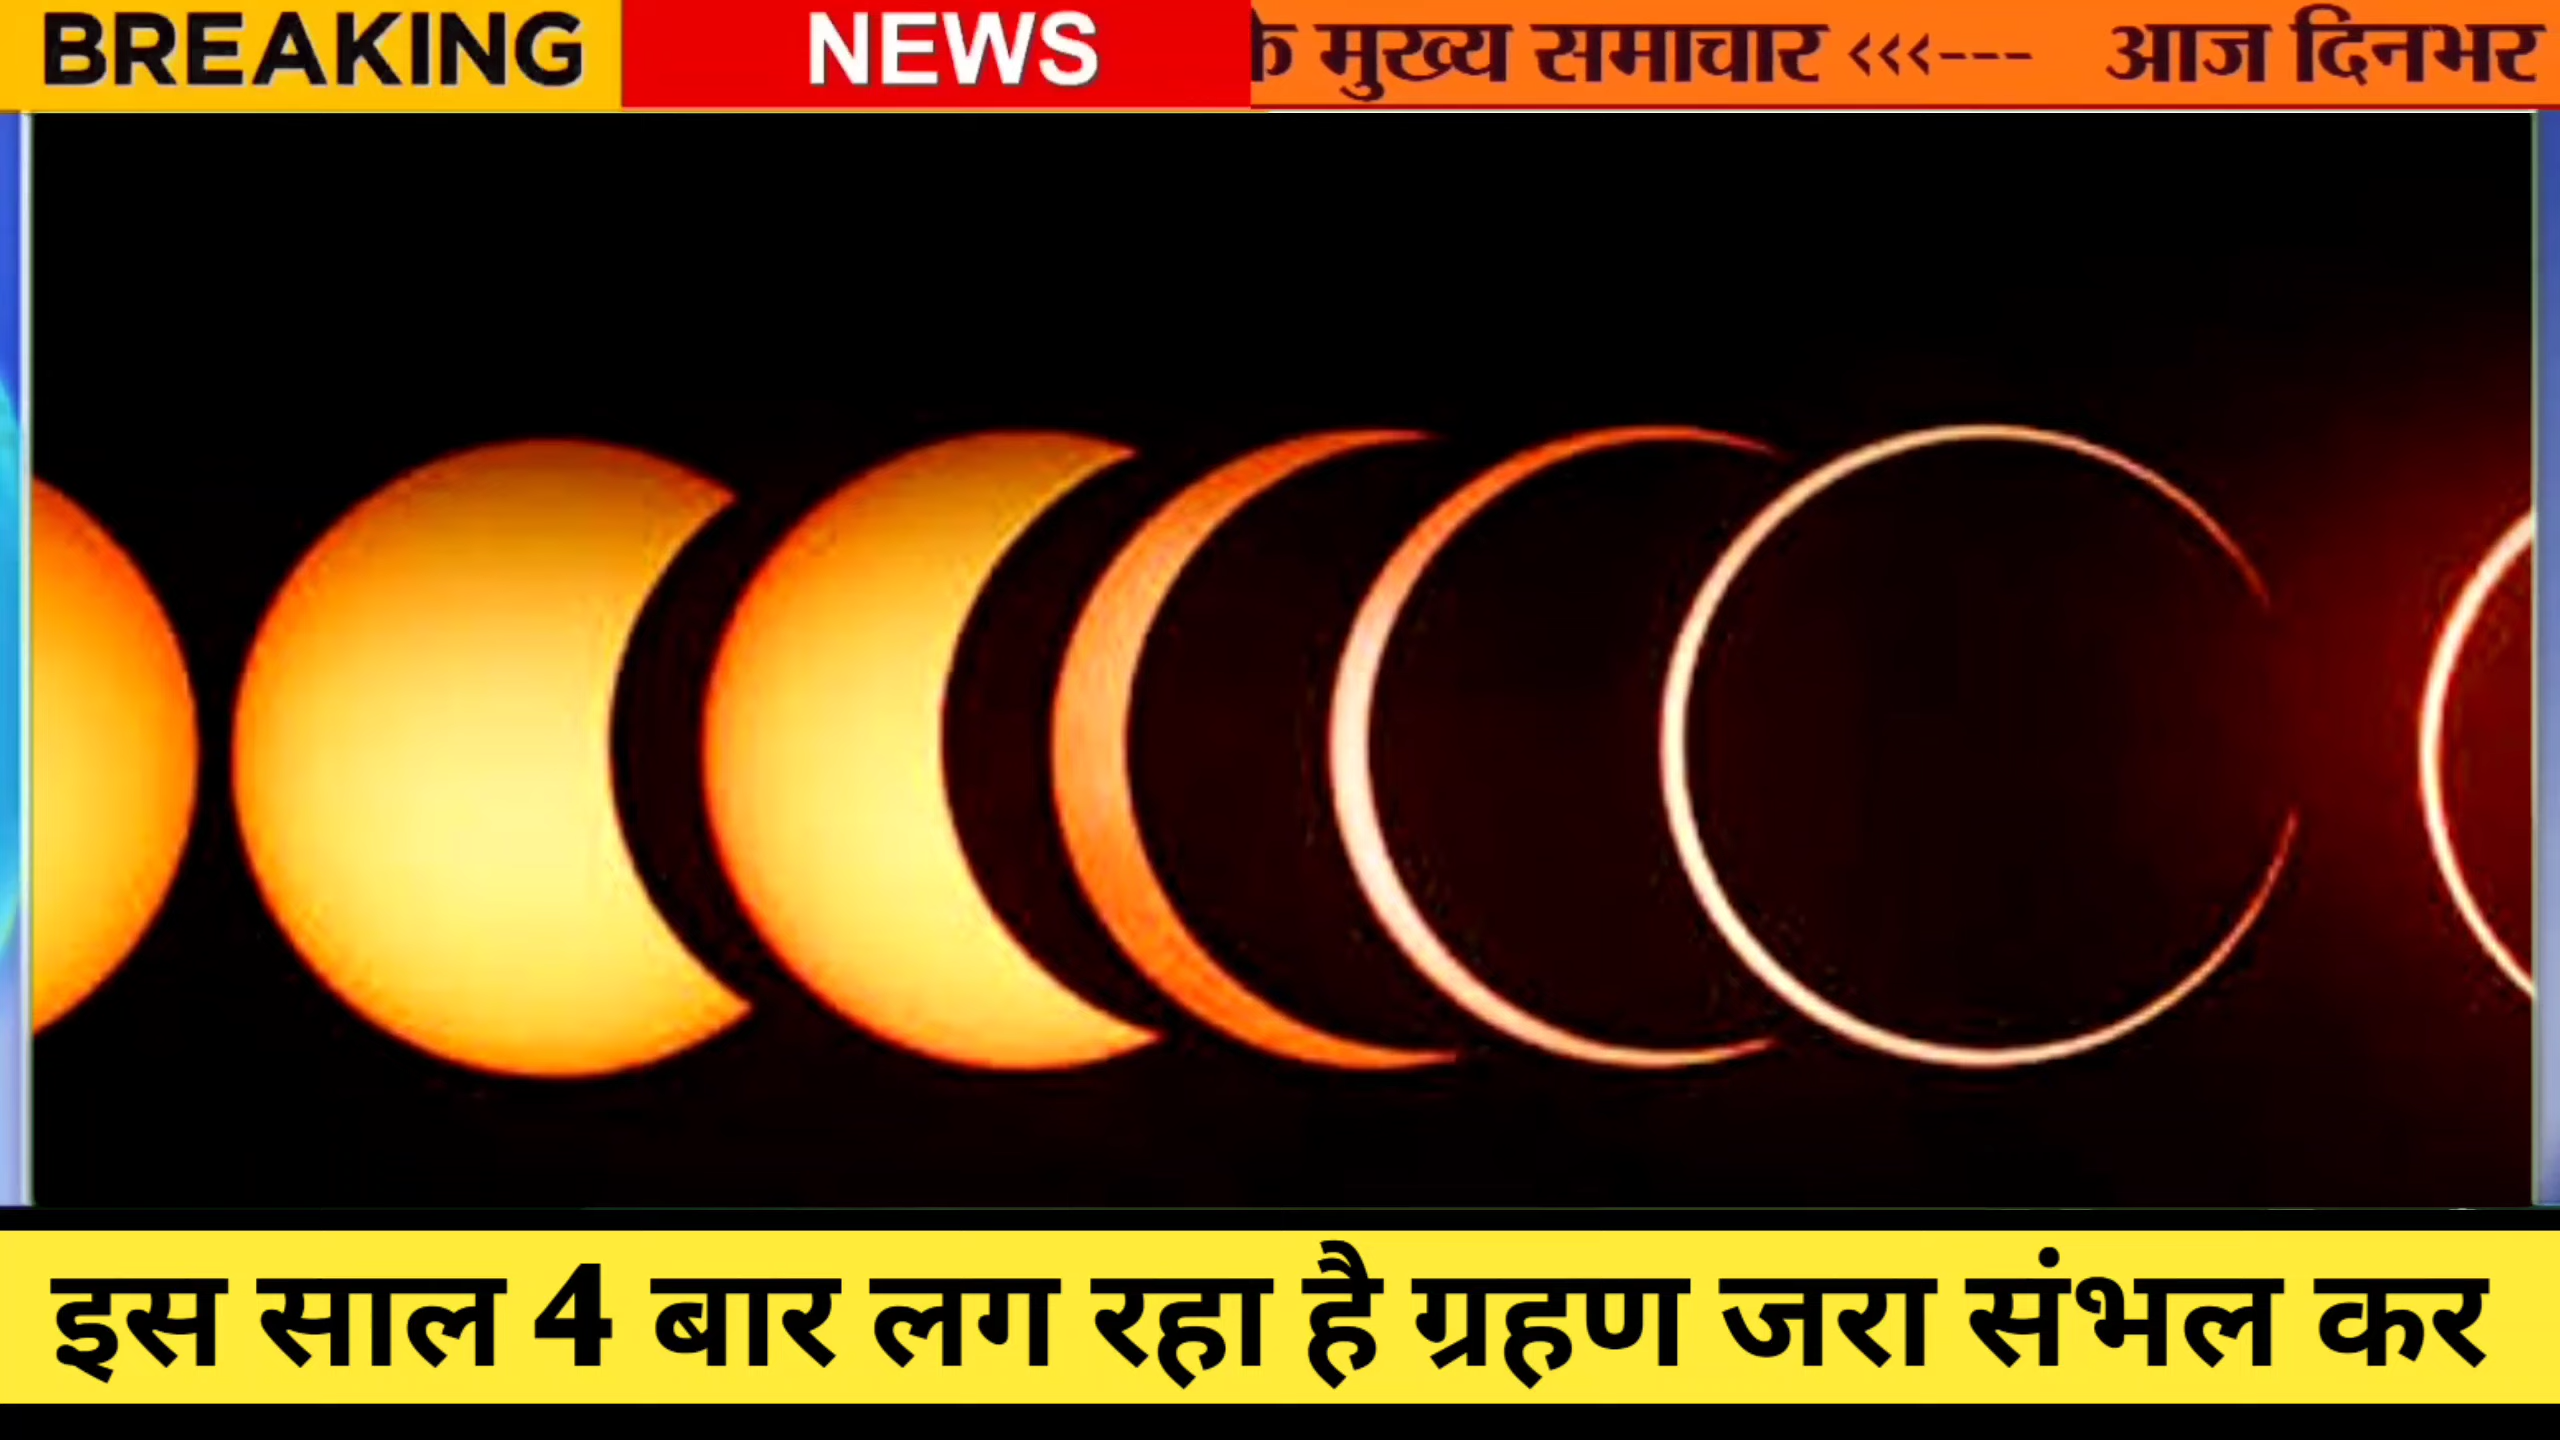 BREAKING NEWS के मुख्य समाचार <<<--- आज दिनभर
इस साल 4 बार लग रहा है ग्रहण जरा संभल कर